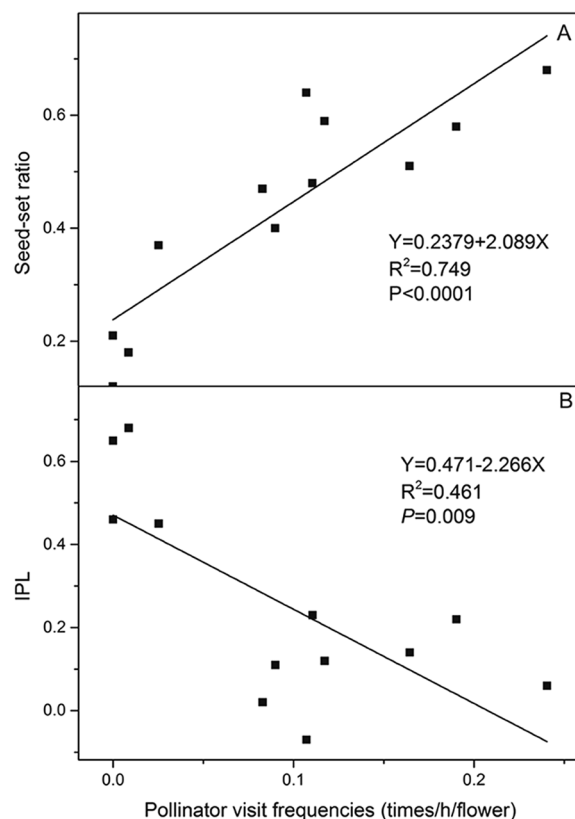 A
Seed-set ratio
0.6
0.4
0.2
Y=0.2379+2.089X
R²=0.749
P<0.0001
B
IPL
0.6
0.4
0.2
0.0
Y=0.471-2.266X
R²=0.461
P=0.009
0.0 0.1 0.2
Pollinator visit frequencies (times/h/flower)